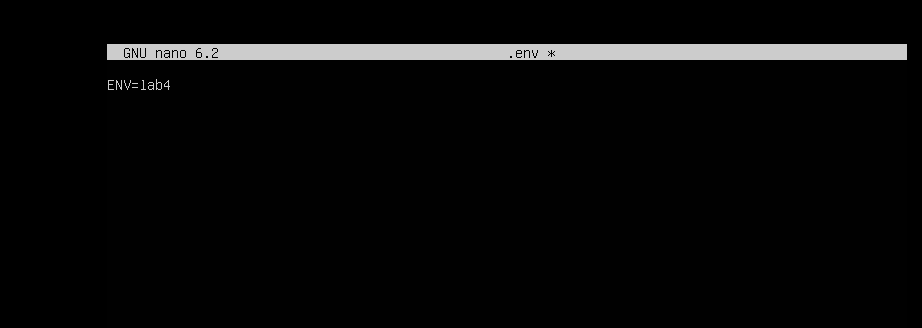 GNU nano 6.2 .env *
ENV=lab4